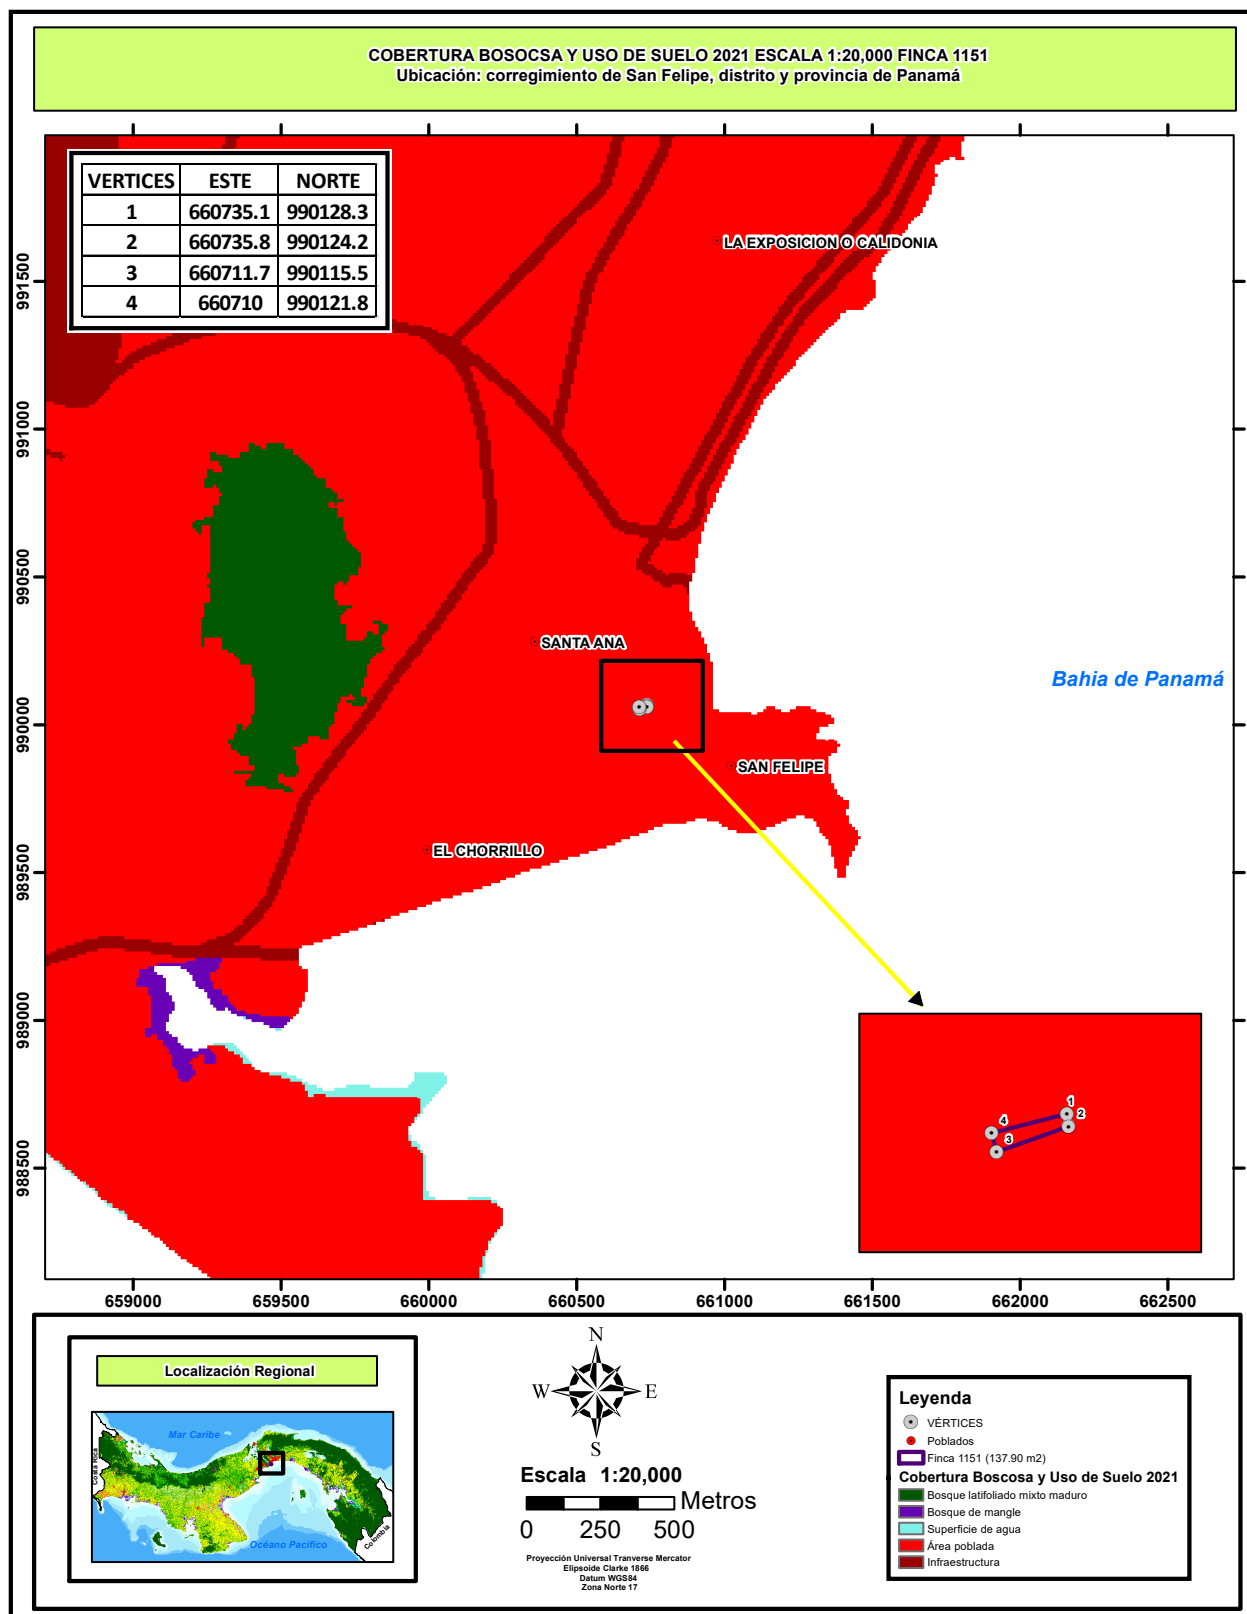 COBERTURA BOSOCSA Y USO DE SUELO 2021 ESCALA 1:20,000 FINCA 1151
Ubicación: corregimiento de San Felipe, distrito y provincia de Panamá
VERTICES ESTE NORTE
1 660735.1 990128.3
2 660735.8 990124.2
3 660711.7 990115.5
4 660710 990121.8
LA EXPOSICION O CALIDONIA
SANTA ANA
Bahia de Panamá
SAN FELIPE
EL CHORRILLO
991500
991000
990500
990000
989500
989000
988500
1
2
4
3
659000 659500 660000 660500 661000 661500 662000 662500
Localización Regional
Mar Caribe
Costa Rica
Océano Pacífico
Colombia
N
W E
S
Escala 1:20,000
Metros
0 250 500
Proyección Universal Tranverse Mercator
Elipsoide Clarke 1866
Datum WGS84
Zona Norte 17
Leyenda
VÉRTICES
Poblados
Finca 1151 (137.90 m2)
Cobertura Boscosa y Uso de Suelo 2021
Bosque latifoliado mixto maduro
Bosque de mangle
Superficie de agua
Área poblada
Infraestructura